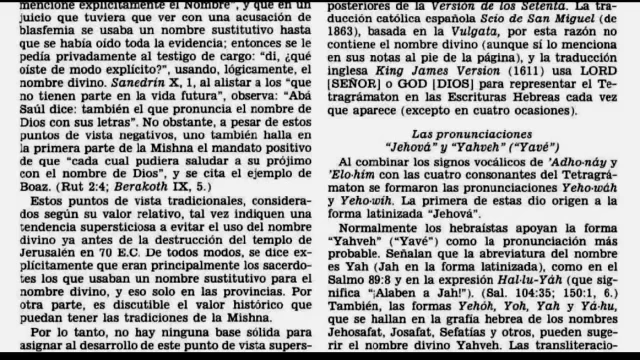 mencione explícitamente el Nombre", y que en un
juicio que tuviera que ver con una acusación de
blasfemia se usaba un nombre sustitutivo hasta
que se había oído toda la evidencia; entonces se le
pedía privadamente al testigo de cargo: "di, ¿qué
oíste de modo explícito?", usando, lógicamente, el
nombre divino. Sanedrín X, 1, al alistar a los "que
no tienen parte en la vida futura", observa: "Abá
Saúl dice: también el que pronuncia el nombre de
Dios con sus letras". No obstante, a pesar de estos
puntos de vista negativos, uno también halla en
la primera parte de la Mishna el mandato positivo
de que "cada cual pudiera saludar a su prójimo
con el nombre de Dios", y se cita el ejemplo de
Boaz. (Rut 2:4; Berakoth IX, 5.)
Estos puntos de vista tradicionales, considera-
dos según su valor relativo, tal vez indiquen una
tendencia supersticiosa a evitar el uso del nombre
divino ya antes de la destrucción del templo de
Jerusalén en 70 E.C. De todos modos, se dice ex-
plícitamente que eran principalmente los sacerdo-
tes los que usaban un nombre sustitutivo para el
nombre divino, y eso solo en las provincias. Por
otra parte, es discutible el valor histórico que
puedan tener las tradiciones de la Mishna.
Por lo tanto, no hay ninguna base sólida para
asignar al desarrollo de este punto de vista supers-
posteriores de la Versión de los Setenta. La tra-
ducción católica española Scío de San Miguel (de
1863), basada en la Vulgata, por esta razón no
contiene el nombre divino (aunque sí lo menciona
en sus notas al pie de la página), y la traducción
inglesa King James Version (1611) usa LORD
[SEÑOR] o GOD [DIOS] para representar el Te-
tragrámaton en las Escrituras Hebreas cada vez
que aparece (excepto en cuatro ocasiones).
Las pronunciaciones
"Jehová" y "Yahveh" ("Yavé")
Al combinar los signos vocálicos de 'Adho·náy y
'Elo·hím con las cuatro consonantes del Tetragrá-
maton se formaron las pronunciaciones Yeho·wáh
y Yeho·wíh. La primera de estas dio origen a la
forma latinizada "Jehová".
Normalmente los hebraístas apoyan la forma
"Yahveh" ("Yavé") como la pronunciación más
probable. Señalan que la abreviatura del nombre
es Yah (Jah en la forma latinizada), como en el
Salmo 89:8 y en la expresión Hal·lu-Yáh (que sig-
nifica "¡Alaben a Jah!"). (Sal. 104:35; 150:1, 6.)
También, las formas Yehóh, Yoh, Yah y Yá·hu,
que se hallan en la grafía hebrea de los nombres
Jehosafat, Josafat, Sefatías y otros, pueden suge-
rir el nombre divino Yahveh. Las transliteracio-